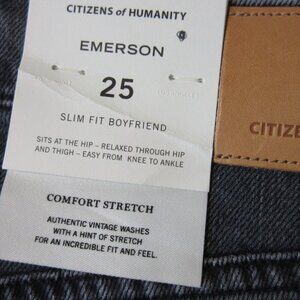 CITIZENS of HUMANITY
EMERSON
25
SLIM FIT BOYFRIEND
SITS AT THE HIP – RELAXED THROUGH HIP
AND THIGH – EASY FROM KNEE TO ANKLE
COMFORT STRETCH
AUTHENTIC VINTAGE WASHES
WITH A HINT OF STRETCH
FOR AN INCREDIBLE FIT AND FEEL.
CITIZE